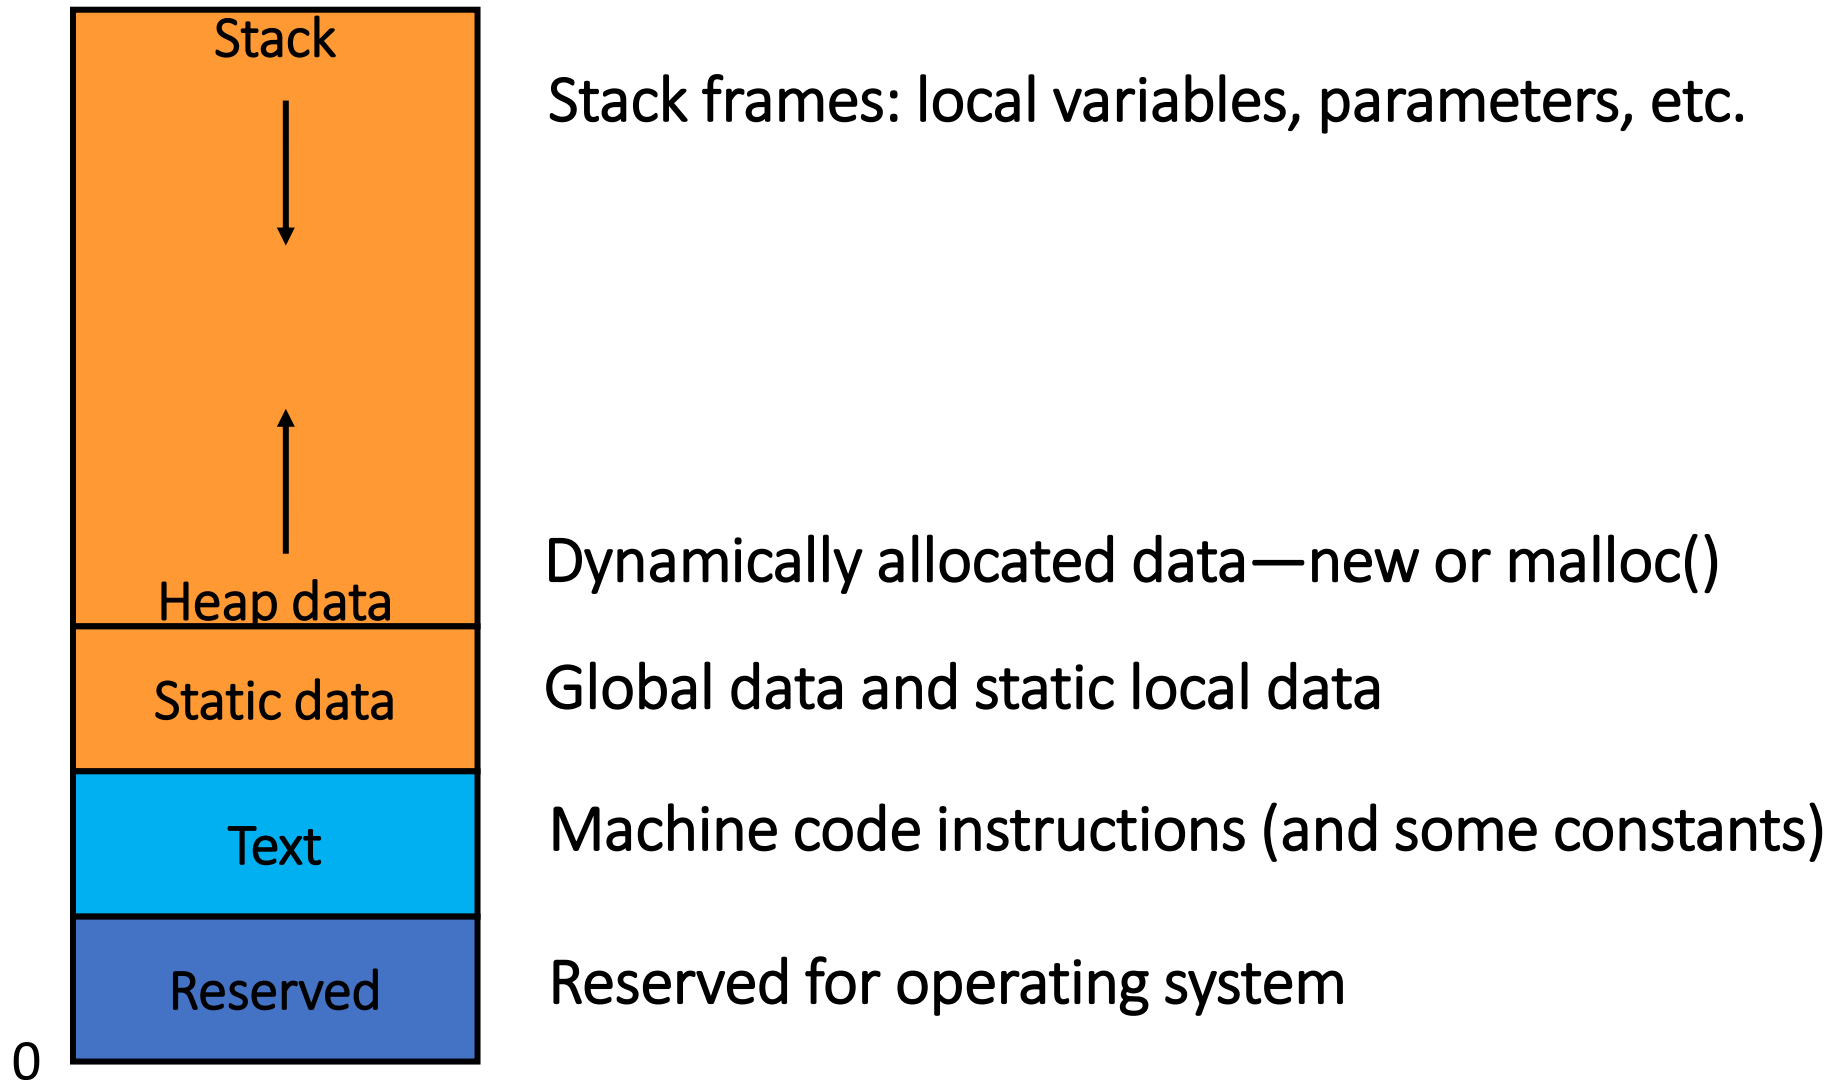 Stack
Stack frames: local variables, parameters, etc.
Dynamically allocated data—new or malloc()
Heap data
Global data and static local data
Static data
Machine code instructions (and some constants)
Text
Reserved for operating system
Reserved
0